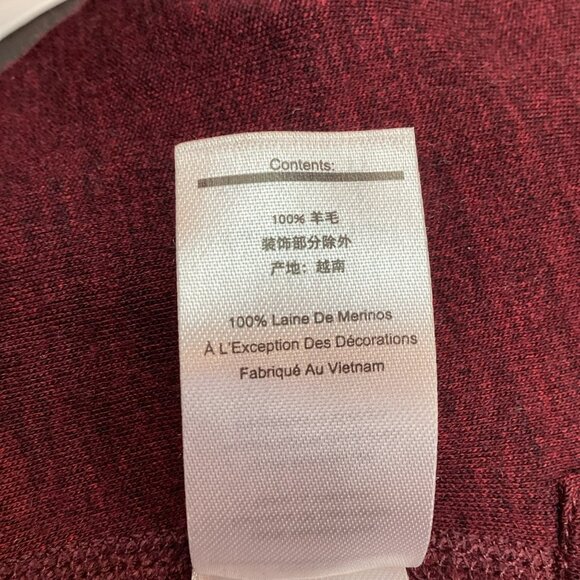 Contents:
100% 羊毛
装饰部分除外
产地：越南
100% Laine De Merinos
À L'Exception Des Décorations
Fabriqué Au Vietnam